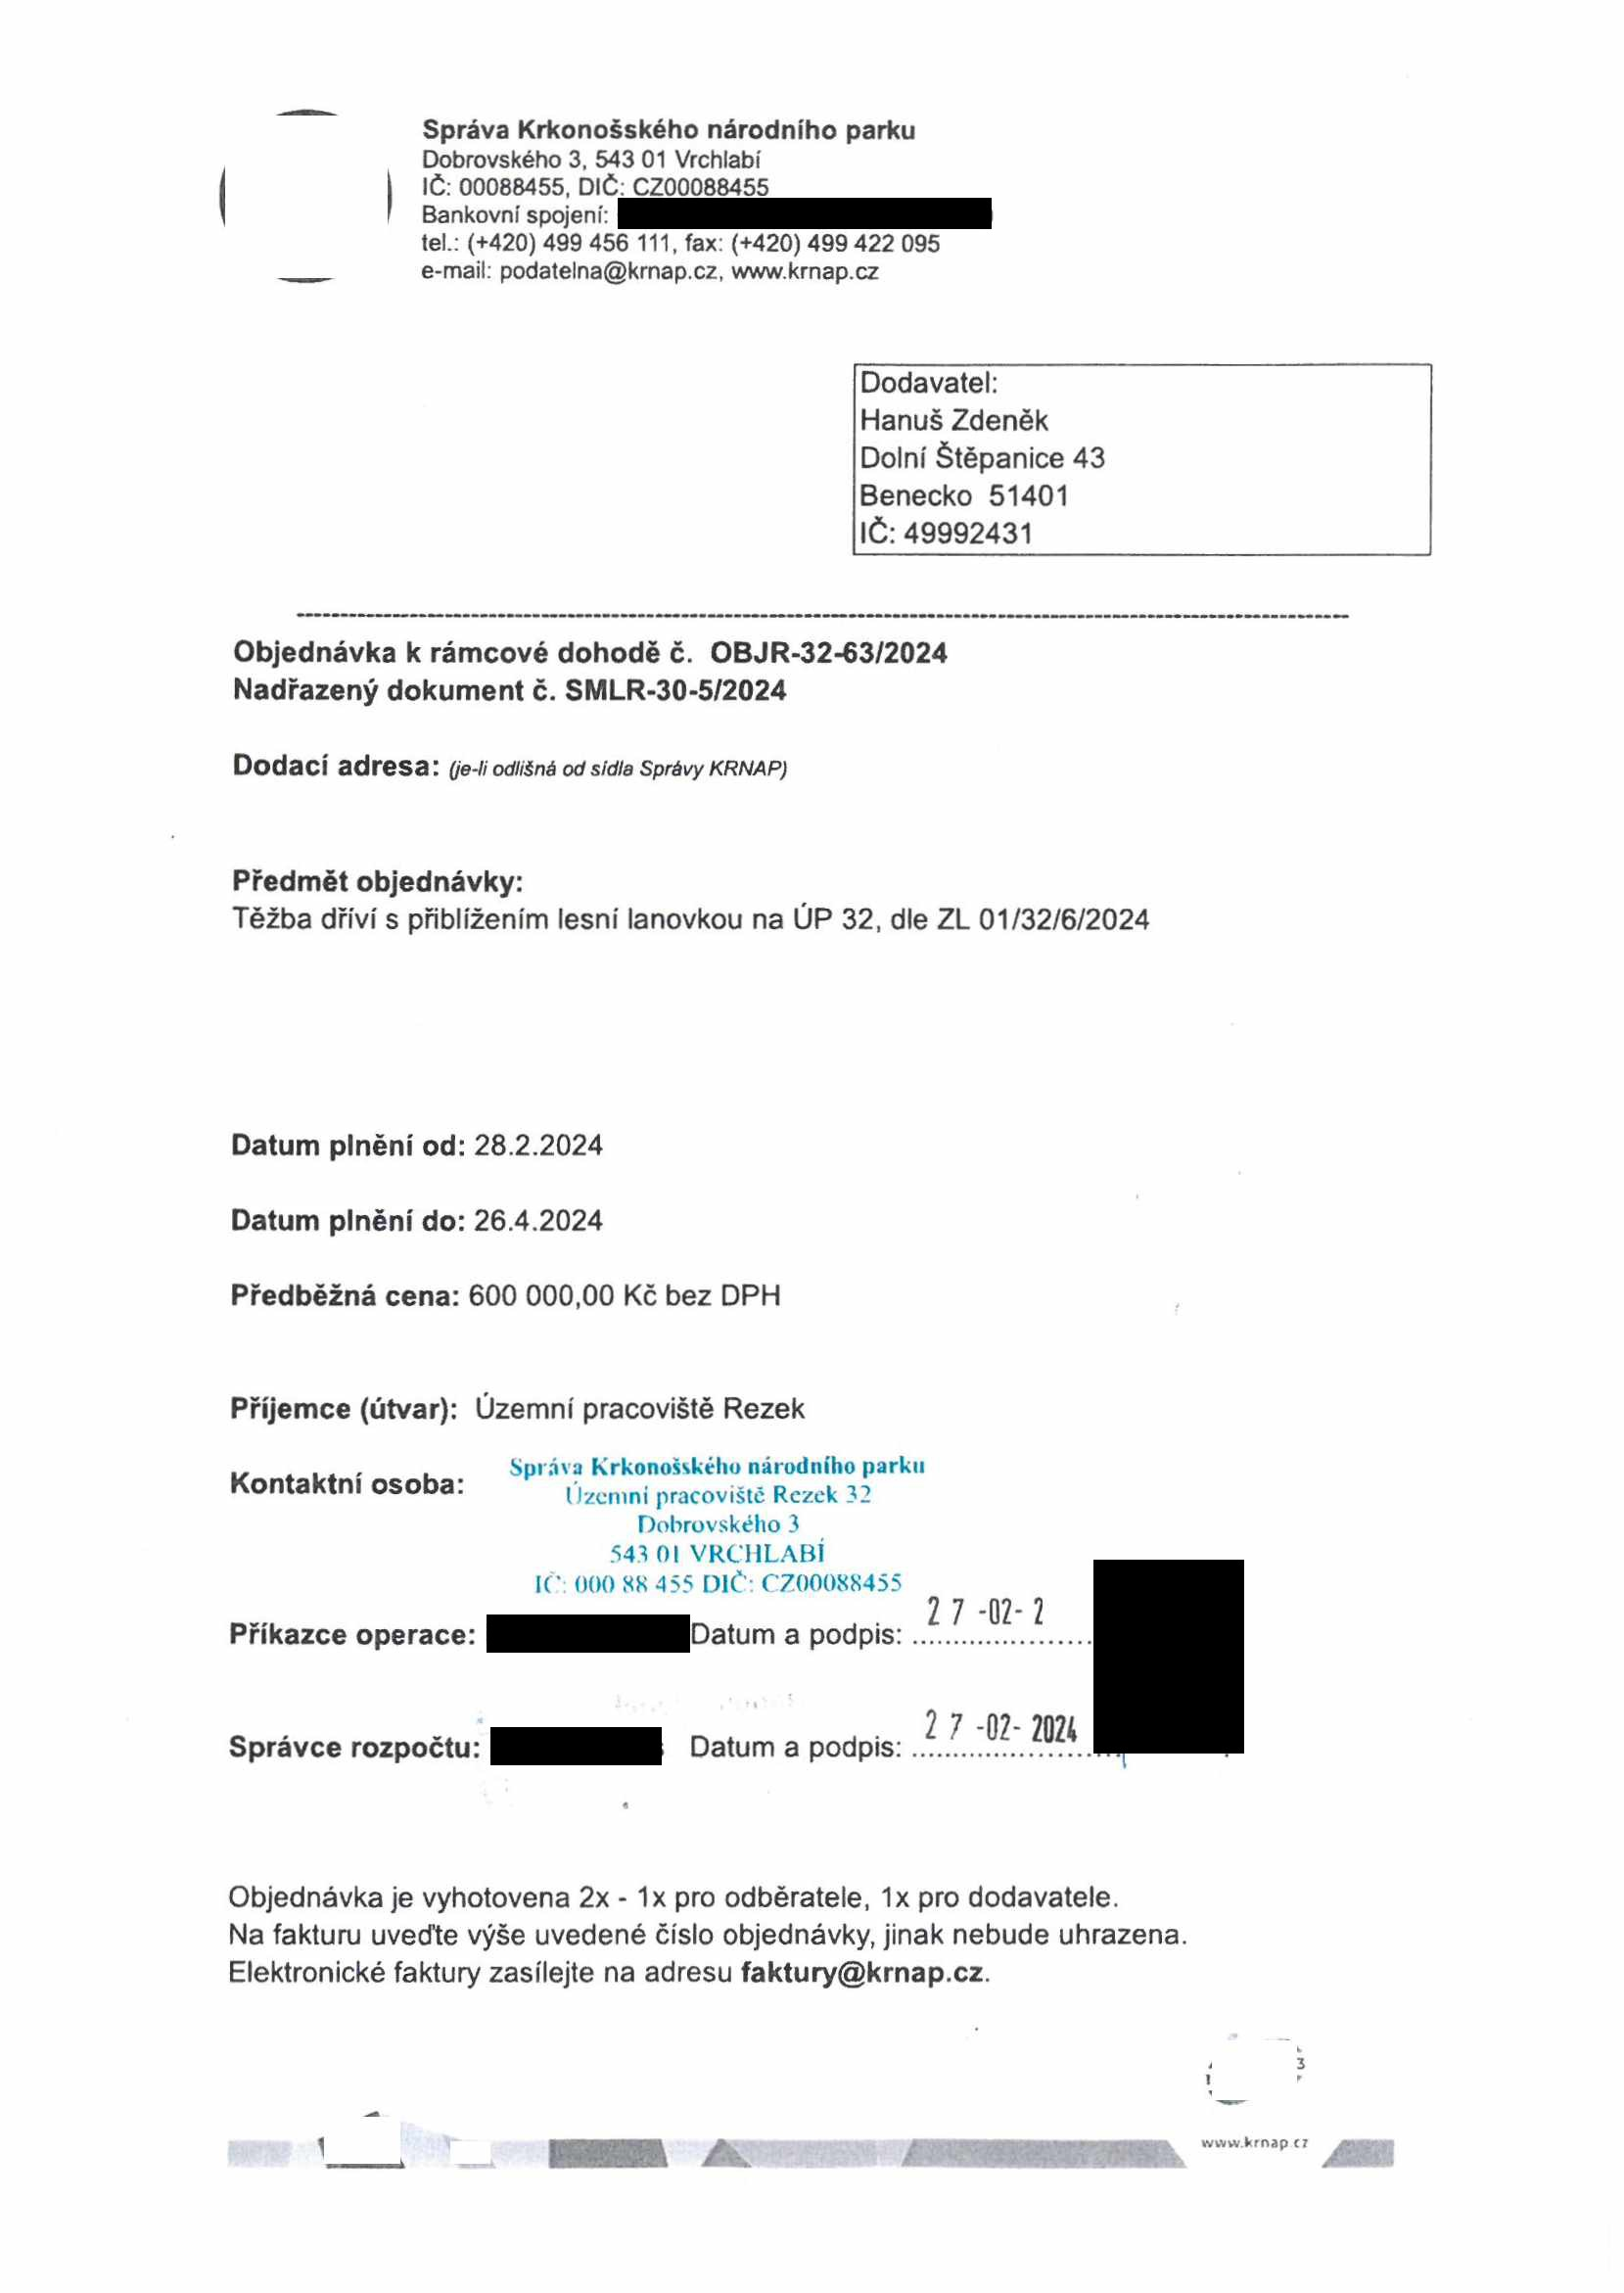 Správa Krkonošského národního parku
Dobrovského 3, 543 01 Vrchlabí
IČ: 00088455, DIČ: CZ00088455
Bankovní spojení:
tel.: (+420) 499 456 111, fax: (+420) 499 422 095
e-mail: podatelna@krnap.cz, www.krnap.cz
Dodavatel:
Hanuš Zdeněk
Dolní Štěpanice 43
Benecko 51401
IČ: 49992431
Objednávka k rámcové dohodě č. OBJR-32-63/2024
Nadřazený dokument č. SMLR-30-5/2024
Dodací adresa: (je-li odlišná od sídla Správy KRNAP)
Předmět objednávky:
Těžba dříví s přiblížením lesní lanovkou na ÚP 32, dle ZL 01/32/6/2024
Datum plnění od: 28.2.2024
Datum plnění do: 26.4.2024
Předběžná cena: 600 000,00 Kč bez DPH
Příjemce (útvar): Územní pracoviště Rezek
Kontaktní osoba:
Správa Krkonošského národního parku
Územní pracoviště Rezek 32
Dobrovského 3
543 01 VRCHLABÍ
IČ: 000 88 455 DIČ: CZ00088455
Příkazce operace: Datum a podpis: 27-02-2
Správce rozpočtu: Datum a podpis: 27-02-2024
Objednávka je vyhotovena 2x - 1x pro odběratele, 1x pro dodavatele.
Na fakturu uveďte výše uvedené číslo objednávky, jinak nebude uhrazena.
Elektronické faktury zasílejte na adresu faktury@krnap.cz.
www.krnap.cz